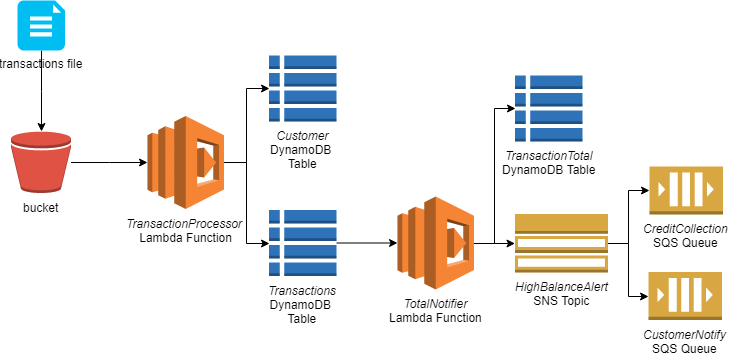 transactions file
bucket
TransactionProcessor
Lambda Function
Customer
DynamoDB
Table
Transactions
DynamoDB
Table
TotalNotifier
Lambda Function
TransactionTotal
DynamoDB Table
HighBalanceAlert
SNS Topic
CreditCollection
SQS Queue
CustomerNotify
SQS Queue